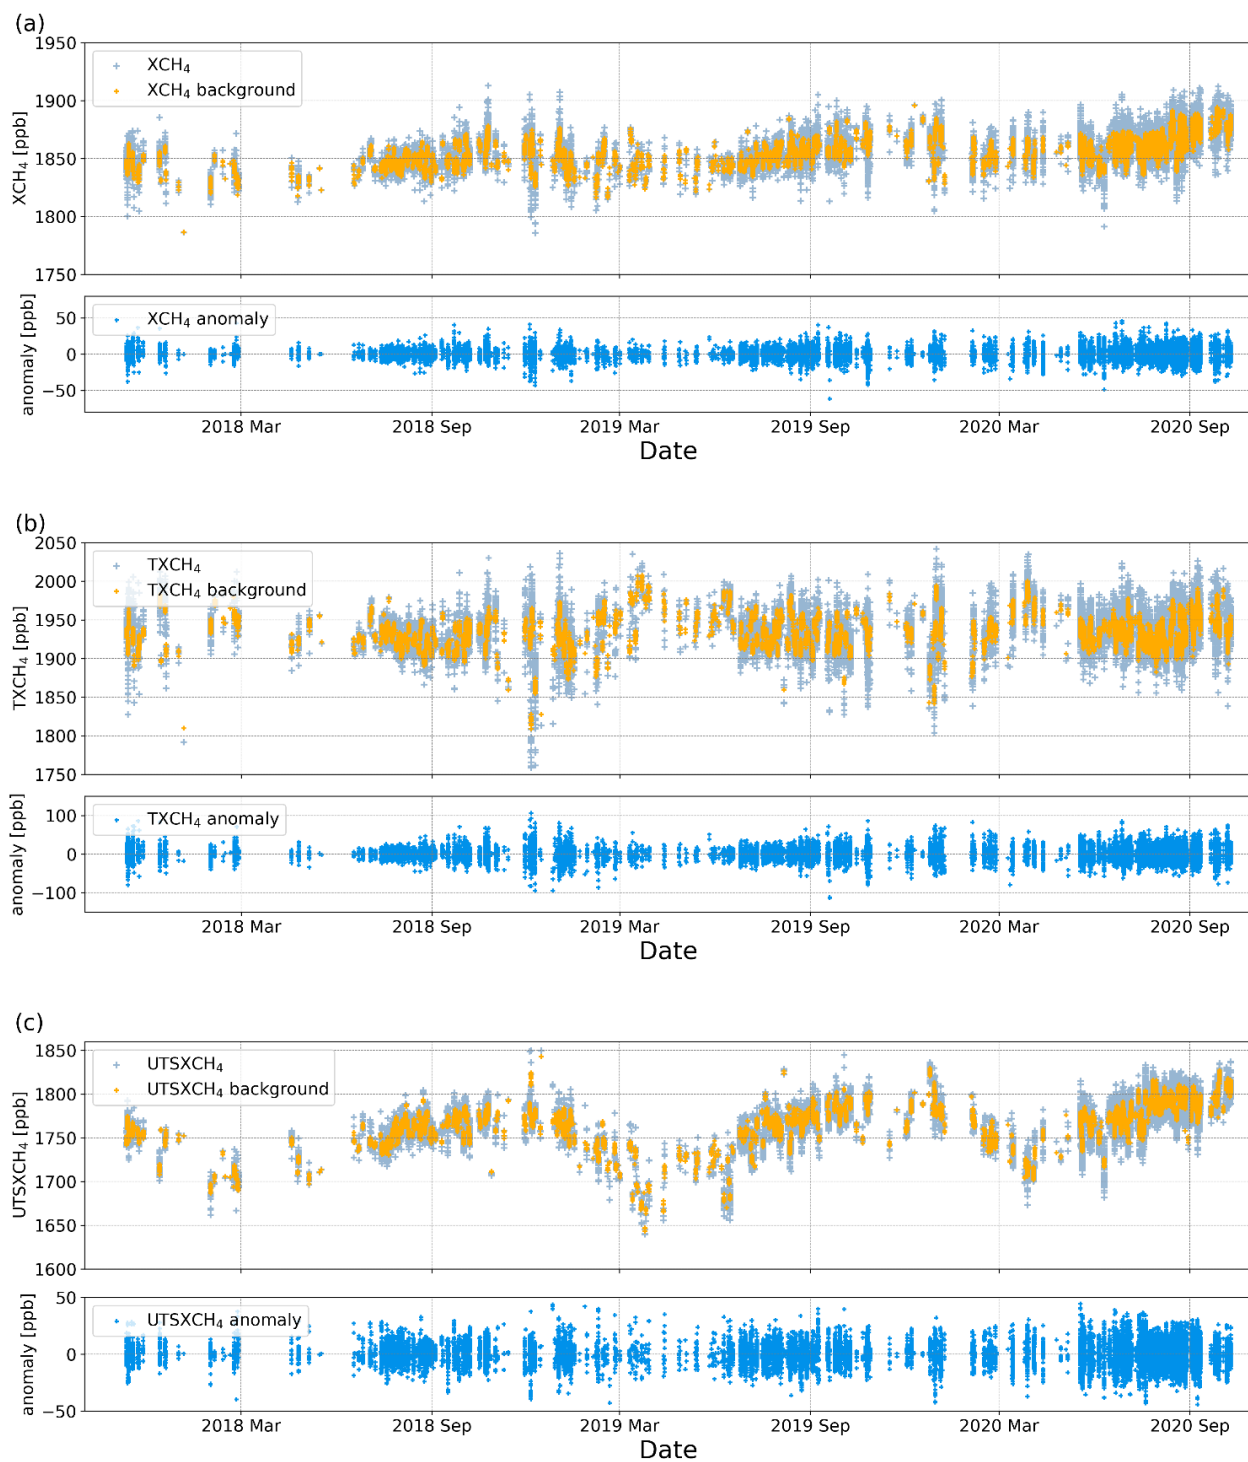 (a)
1950
1900
1850
1800
1750
XCH₄ [ppb]
XCH₄
XCH₄ background
50
0
−50
anomaly [ppb]
XCH₄ anomaly
2018 Mar 2018 Sep 2019 Mar 2019 Sep 2020 Mar 2020 Sep
Date
(b)
2050
2000
1950
1900
1850
1800
1750
TXCH₄ [ppb]
TXCH₄
TXCH₄ background
100
0
−100
anomaly [ppb]
TXCH₄ anomaly
2018 Mar 2018 Sep 2019 Mar 2019 Sep 2020 Mar 2020 Sep
Date
(c)
1850
1800
1750
1700
1650
1600
UTSXCH₄ [ppb]
UTSXCH₄
UTSXCH₄ background
50
0
−50
anomaly [ppb]
UTSXCH₄ anomaly
2018 Mar 2018 Sep 2019 Mar 2019 Sep 2020 Mar 2020 Sep
Date